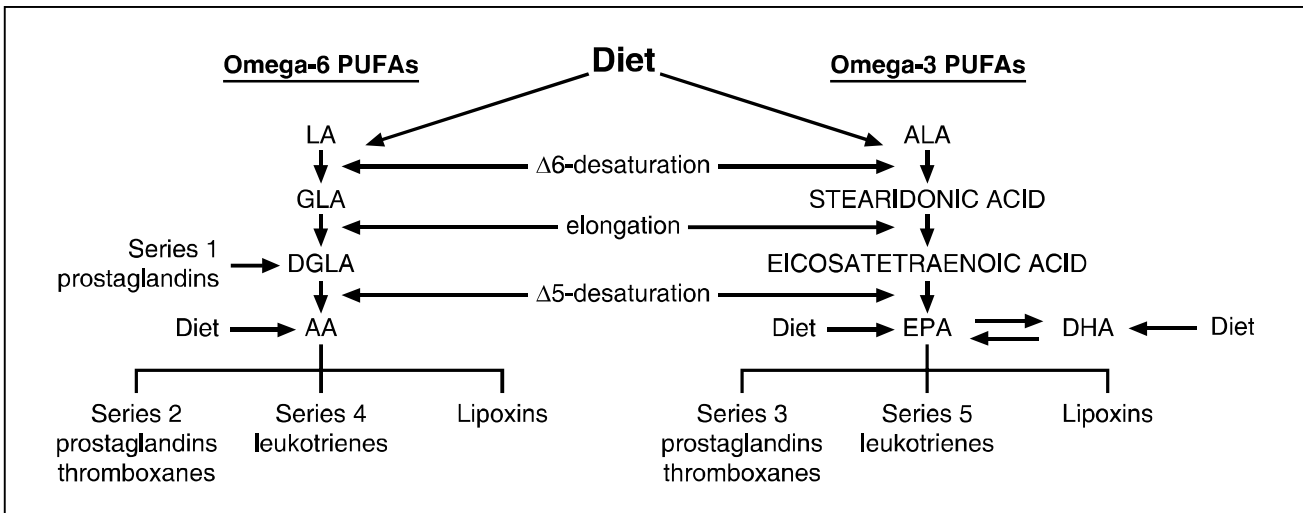 Diet
Omega-6 PUFAs
Omega-3 PUFAs
LA
ALA
Δ6-desaturation
GLA
STEARIDONIC ACID
elongation
Series 1
prostaglandins
DGLA
EICOSATETRAENOIC ACID
Δ5-desaturation
Diet
AA
Diet
EPA
DHA
Diet
Series 2
prostaglandins
thromboxanes
Series 4
leukotrienes
Lipoxins
Series 3
prostaglandins
thromboxanes
Series 5
leukotrienes
Lipoxins